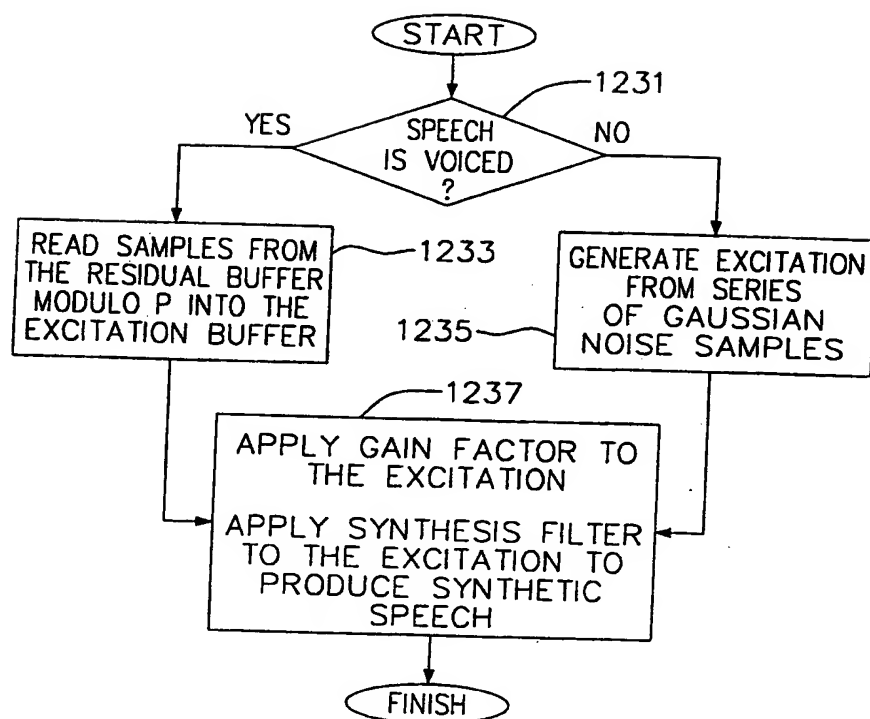 START
1231
YES
SPEECH
IS VOICED
?
NO
READ SAMPLES FROM
THE RESIDUAL BUFFER
MODULO P INTO THE
EXCITATION BUFFER
1233
GENERATE EXCITATION
FROM SERIES
OF GAUSSIAN
NOISE SAMPLES
1235
1237
APPLY GAIN FACTOR TO
THE EXCITATION
APPLY SYNTHESIS FILTER
TO THE EXCITATION TO
PRODUCE SYNTHETIC
SPEECH
FINISH